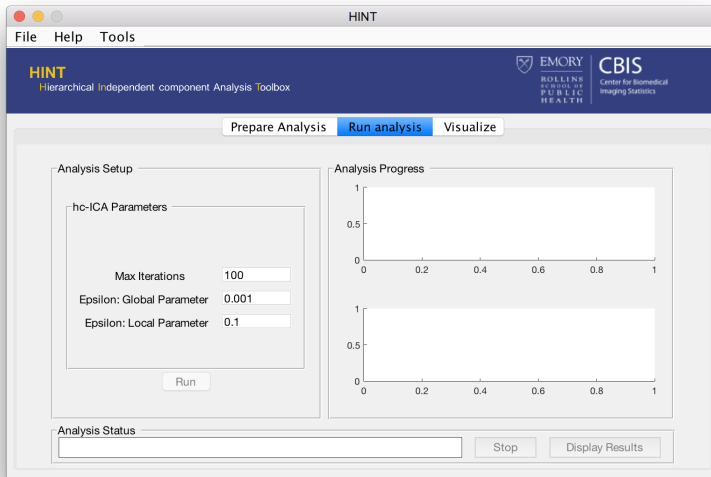 HINT
File Help Tools
HINT
Hierarchical Independent component Analysis Toolbox
EMORY
ROLLINS
SCHOOL OF
PUBLIC
HEALTH
CBIS
Center for Biomedical
Imaging Statistics
Prepare Analysis Run analysis Visualize
Analysis Setup
hc-ICA Parameters
Max Iterations 100
Epsilon: Global Parameter 0.001
Epsilon: Local Parameter 0.1
Run
Analysis Progress
1
0.5
0
0 0.2 0.4 0.6 0.8 1
1
0.5
0
0 0.2 0.4 0.6 0.8 1
Analysis Status
Stop Display Results